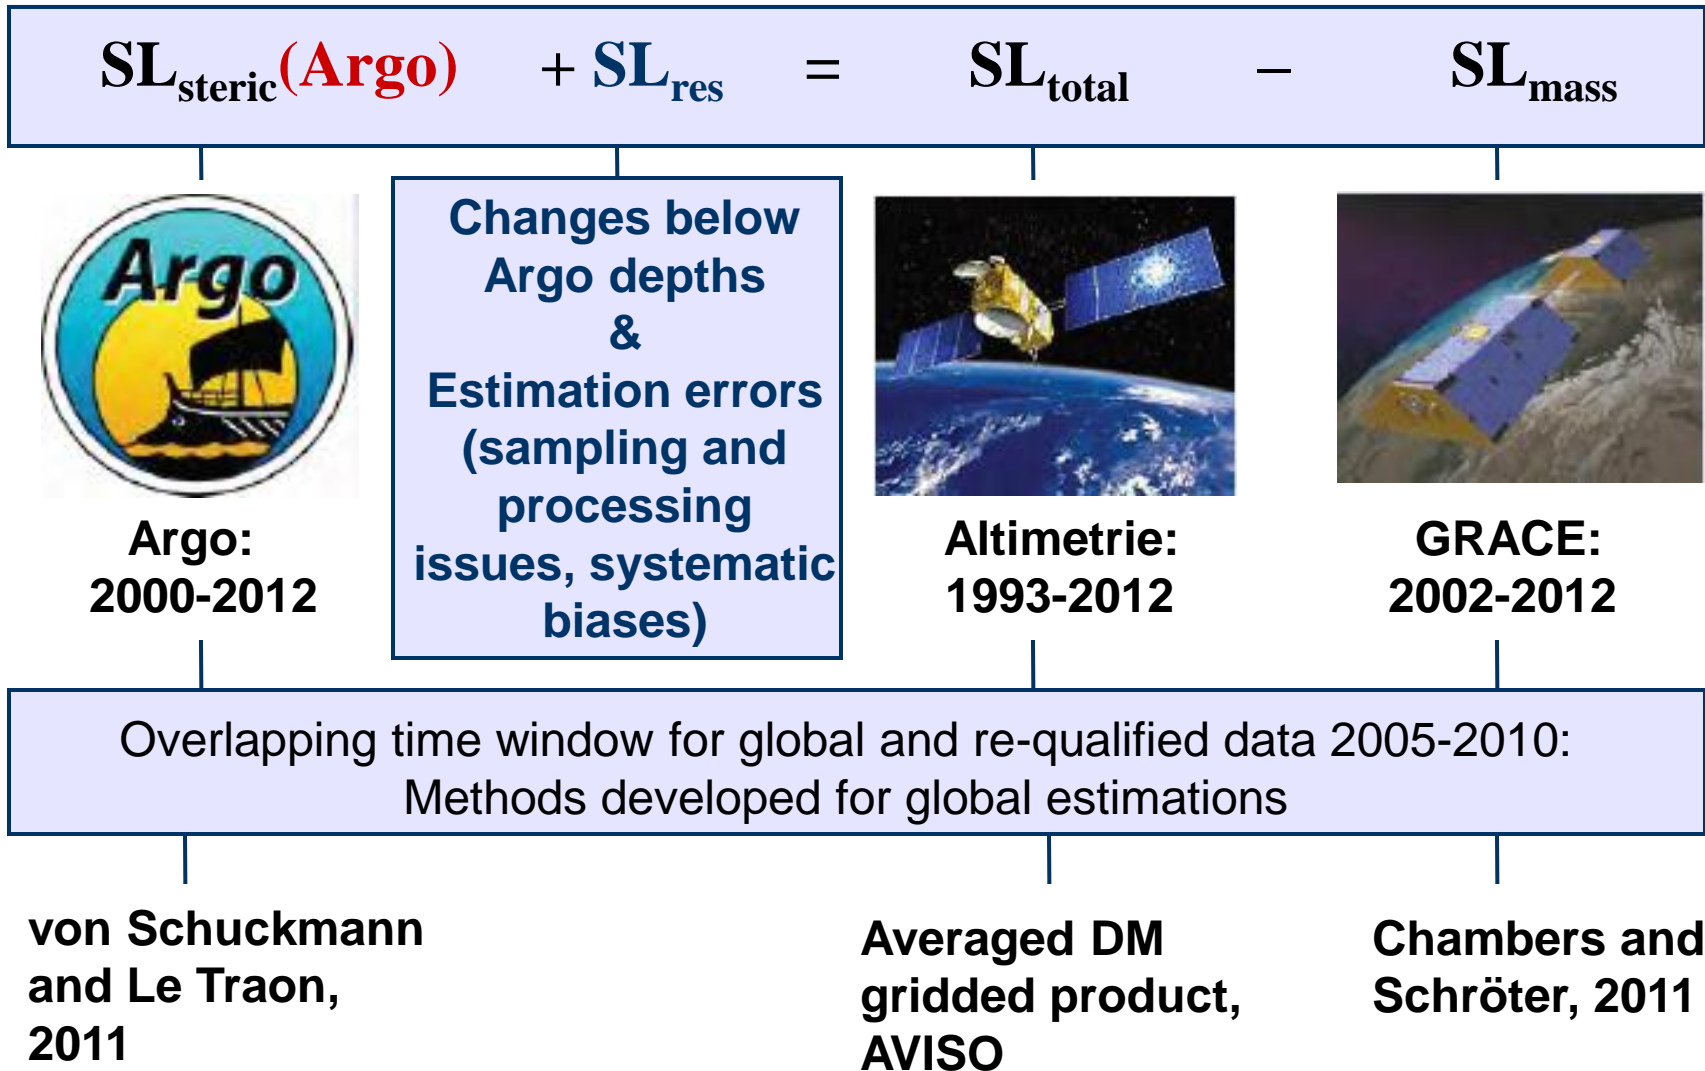 SLsteric(Argo) + SLres = SLtotal – SLmass
Argo
Changes below
Argo depths
&
Estimation errors
(sampling and
processing
issues, systematic
biases)
Argo:
2000-2012
Altimetrie:
1993-2012
GRACE:
2002-2012
Overlapping time window for global and re-qualified data 2005-2010:
Methods developed for global estimations
von Schuckmann
and Le Traon,
2011
Averaged DM
gridded product,
AVISO
Chambers and
Schröter, 2011